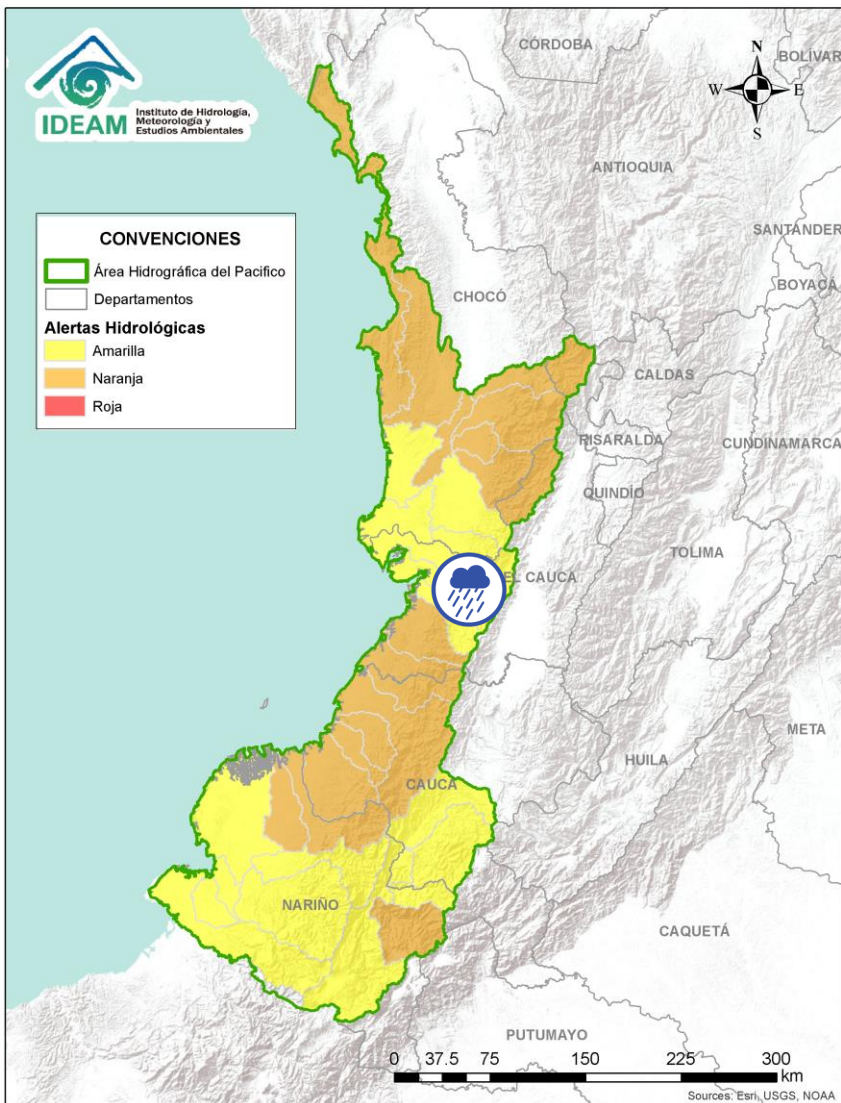 IDEAM
Instituto de Hidrología,
Meteorología y
Estudios Ambientales
CÓRDOBA
BOLÍVAR
N
W
E
S
ANTIOQUIA
SANTANDER
BOYACÁ
CONVENCIONES
Área Hidrográfica del Pacifico
Departamentos
Alertas Hidrológicas
Amarilla
Naranja
Roja
CHOCÓ
CALDAS
RISARALDA
CUNDINAMARCA
QUINDÍO
TOLIMA
EL CAUCA
META
HUILA
CAUCA
NARIÑO
CAQUETÁ
PUTUMAYO
0 37.5 75 150 225 300
km
Sources: Esri, USGS, NOAA